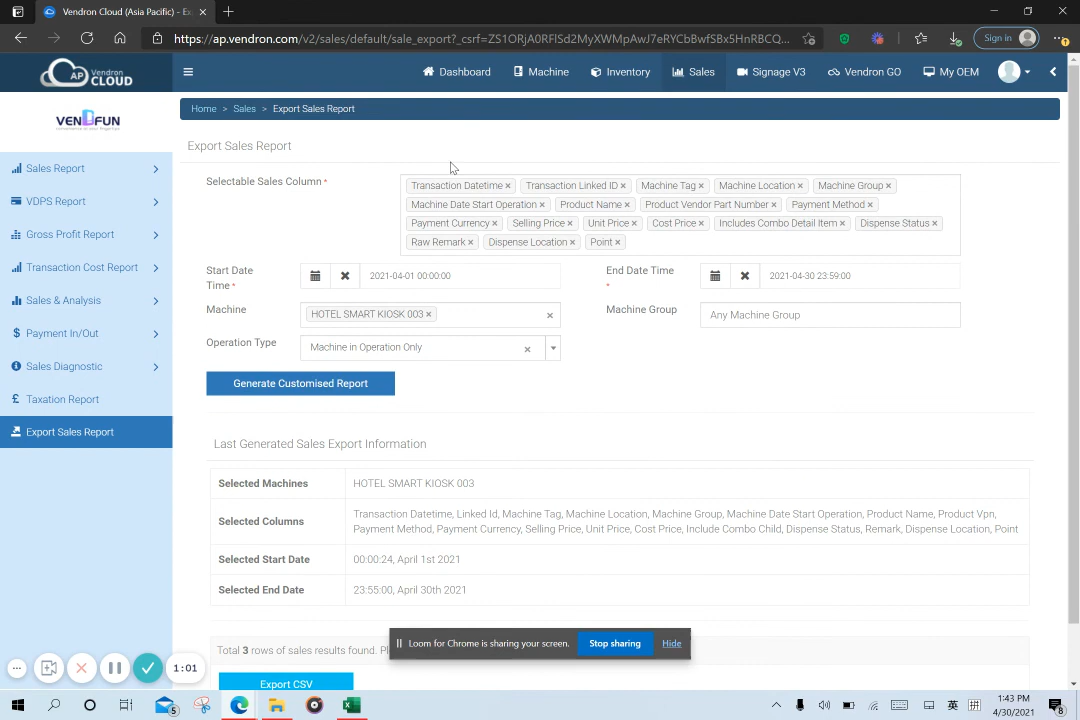 Vendron Cloud (Asia Pacific) - Ex
https://ap.vendron.com/v2/sales/default/sale_export?_csrf=ZS1ORjA0RFlSd2MyXWMpAwJ7eRYCbBwfSBx5HnRBCQ...
Sign in
AP Vendron CLOUD
Dashboard Machine Inventory Sales Signage V3 Vendron GO My OEM
VENDFUN
convenience at your fingertips
Home > Sales > Export Sales Report
Export Sales Report
Sales Report
VDPS Report
Gross Profit Report
Transaction Cost Report
Sales & Analysis
Payment In/Out
Sales Diagnostic
Taxation Report
Export Sales Report
Selectable Sales Column *
Transaction Datetime × Transaction Linked ID × Machine Tag × Machine Location × Machine Group ×
Machine Date Start Operation × Product Name × Product Vendor Part Number × Payment Method ×
Payment Currency × Selling Price × Unit Price × Cost Price × Includes Combo Detail Item × Dispense Status ×
Raw Remark × Dispense Location × Point ×
Start Date
Time *
2021-04-01 00:00:00
End Date Time
*
2021-04-30 23:59:00
Machine
HOTEL SMART KIOSK 003 ×
×
Machine Group
Any Machine Group
Operation Type
Machine in Operation Only
×
Generate Customised Report
Last Generated Sales Export Information
Selected Machines HOTEL SMART KIOSK 003
Selected Columns
Transaction Datetime, Linked Id, Machine Tag, Machine Location, Machine Group, Machine Date Start Operation, Product Name, Product Vpn,
Payment Method, Payment Currency, Selling Price, Unit Price, Cost Price, Include Combo Child, Dispense Status, Remark, Dispense Location, Point
Selected Start Date 00:00:24, April 1st 2021
Selected End Date 23:55:00, April 30th 2021
Total 3 rows of sales results found.
Export CSV
Loom for Chrome is sharing your screen. Stop sharing Hide
1:01
5
英
拼
1:43 PM
4/30/2021
8